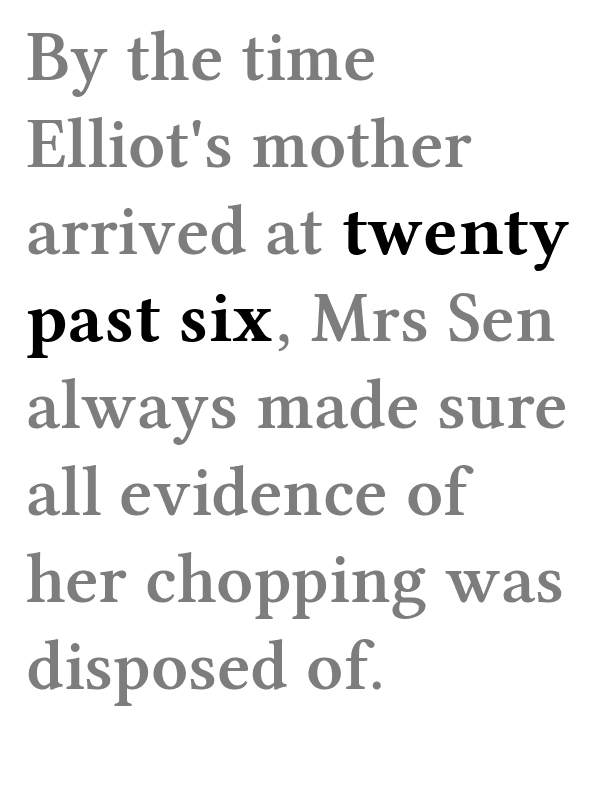 By the time
Elliot's mother
arrived at twenty
past six, Mrs Sen
always made sure
all evidence of
her chopping was
disposed of.